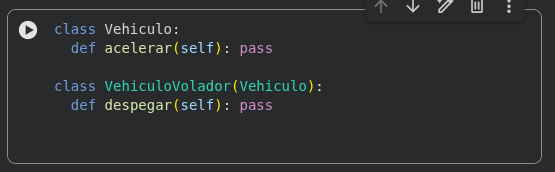 class Vehiculo:
  def acelerar(self): pass

class VehiculoVolador(Vehiculo):
  def despegar(self): pass